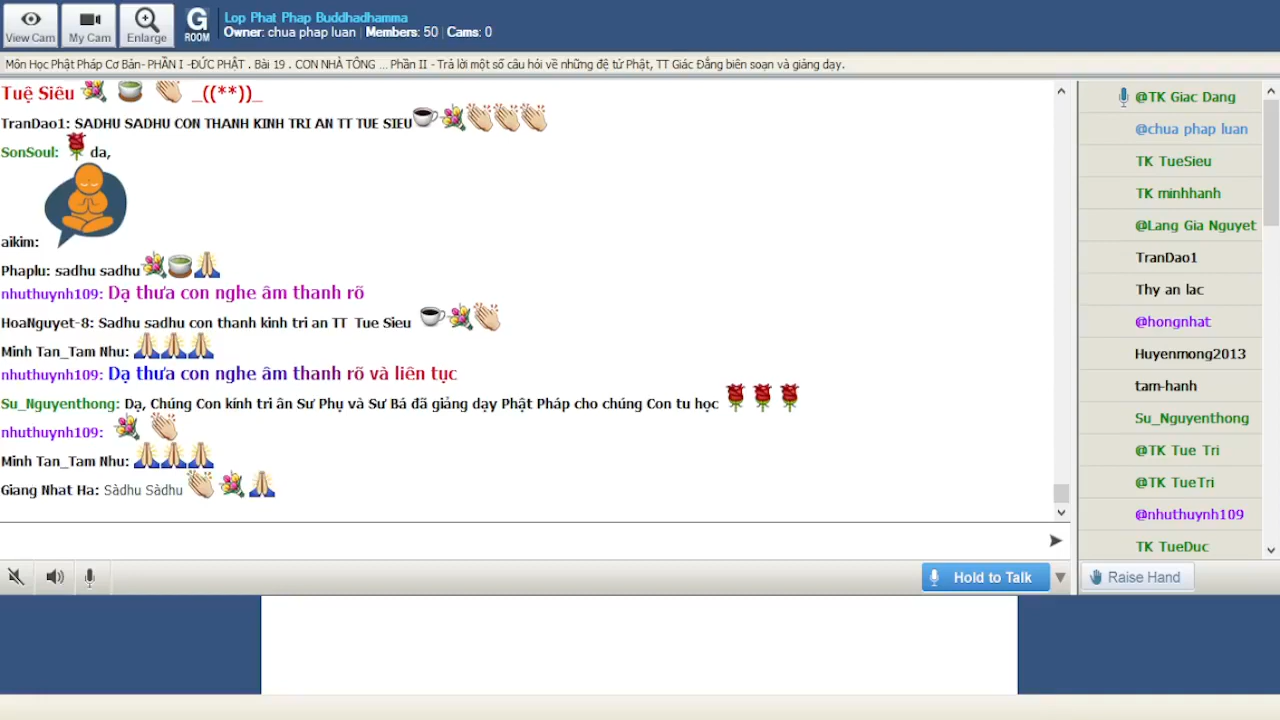 View Cam
My Cam
Enlarge
G
ROOM
Lop Phat Phap Buddhadhamma
Owner: chua phap luan | Members: 50 | Cams: 0
Môn Học Phật Pháp Cơ Bản- PHẦN I -ĐỨC PHẬT . Bài 19 . CON NHÀ TÔNG ... Phần II - Trả lời một số câu hỏi về những đệ tử Phật, TT Giác Đẳng biên soạn và giảng dạy.
Tuệ Siêu _((**))_
TranDao1: SADHU SADHU CON THANH KINH TRI AN TT TUE SIEU
SonSoul: da,
aikim:
Phaplu: sadhu sadhu
nhuthuynh109: Dạ thưa con nghe âm thanh rõ
HoaNguyet-8: Sadhu sadhu con thanh kinh tri an TT Tue Sieu
Minh Tan_Tam Nhu:
nhuthuynh109: Dạ thưa con nghe âm thanh rõ và liên tục
Su_Nguyenthong: Dạ, Chúng Con kính tri ân Sư Phụ và Sư Bá đã giảng dạy Phật Pháp cho chúng Con tu học
nhuthuynh109:
Minh Tan_Tam Nhu:
Giang Nhat Ha: Sàdhu Sàdhu
@TK Giac Dang
@chua phap luan
TK TueSieu
TK minhhanh
@Lang Gia Nguyet
TranDao1
Thy an lac
@hongnhat
Huyenmong2013
tam-hanh
Su_Nguyenthong
@TK Tue Tri
@TK TueTri
@nhuthuynh109
TK TueDuc
Hold to Talk
Raise Hand